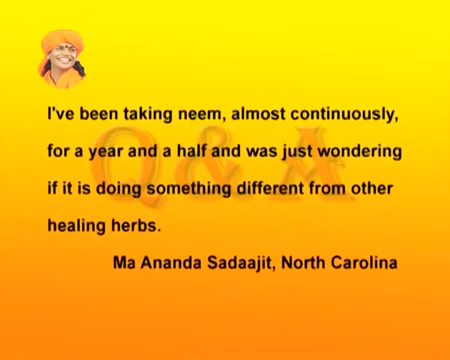 I've been taking neem, almost continuously,
for a year and a half and was just wondering
if it is doing something different from other
healing herbs.
Ma Ananda Sadaajit, North Carolina
Q & A